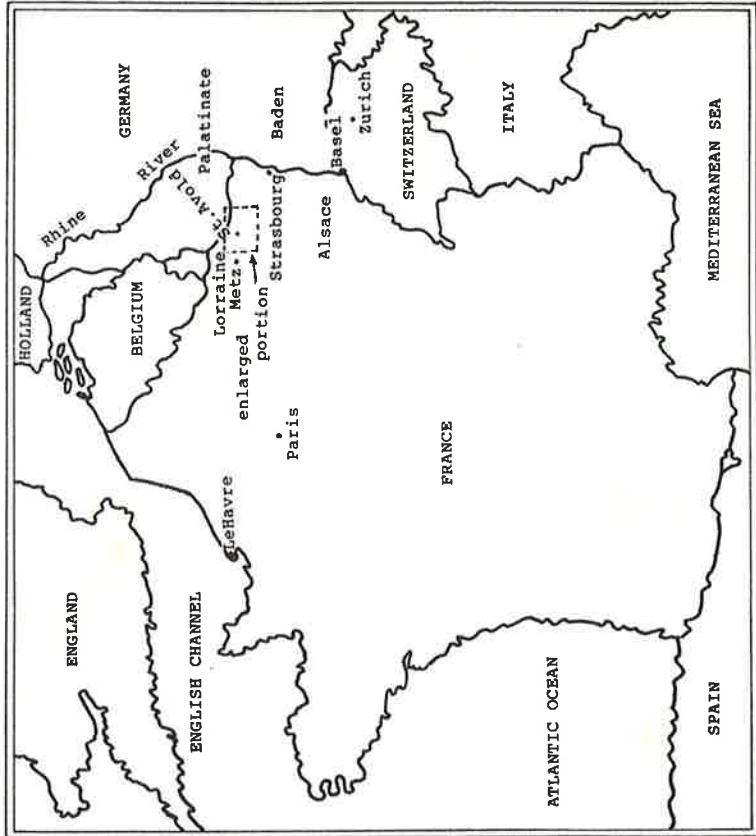 ENGLAND
HOLLAND
Rhine
River
GERMANY
ENGLISH CHANNEL
BELGIUM
Palatinate
LeHavre
Lorraine
St. Avold
Metz
enlarged
portion
Strasbourg
Baden
Paris
Alsace
Basel
Zurich
FRANCE
SWITZERLAND
ATLANTIC OCEAN
ITALY
SPAIN
MEDITERRANEAN SEA